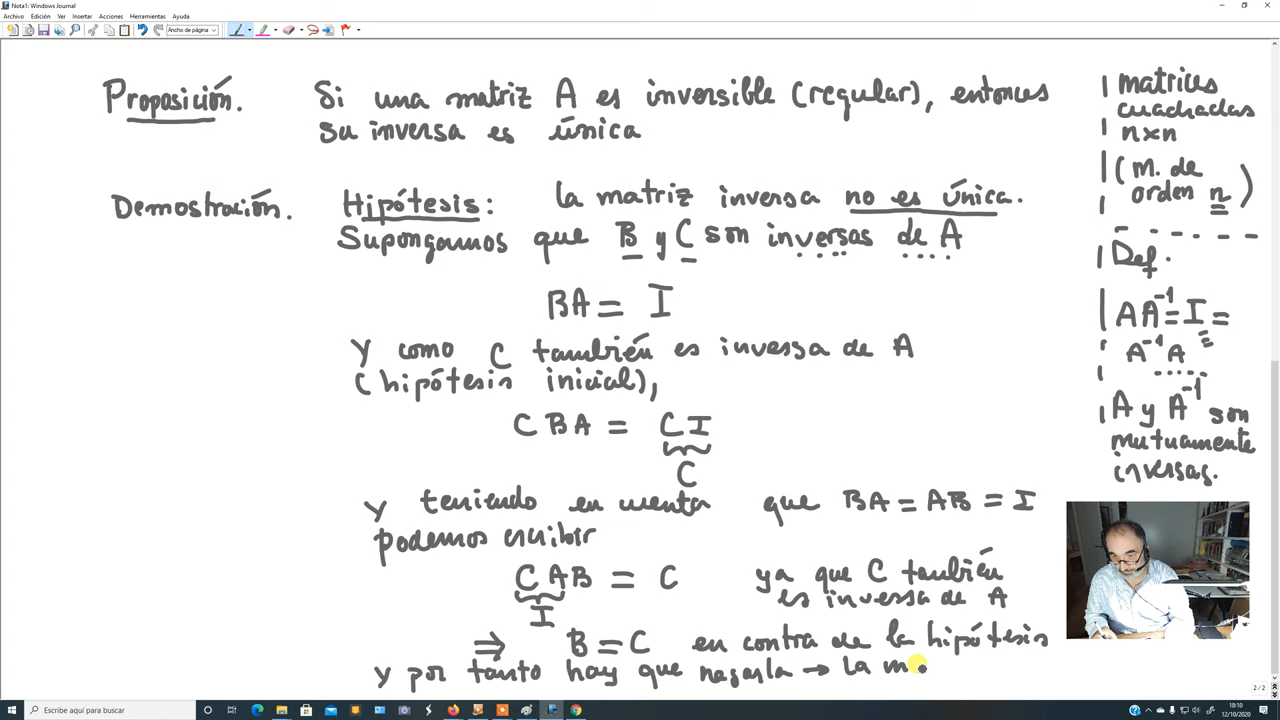 Nota1: Windows Journal
Archivo Edición Ver Insertar Acciones Herramientas Ayuda
Ancho de página
Proposición. Si una matriz A es inversible (regular), entonces
su inversa es única
Demostración. Hipótesis: la matriz inversa no es única.
Supongamos que B y C son inversas de A
BA = I
Y como C también es inversa de A
(hipótesis inicial),
CBA = CI
C
Y teniendo en cuenta que BA = AB = I
podemos escribir
CAB = C ya que C también
es inversa de A
I
⇒ B = C en contra de la hipótesis
Y por tanto hay que negarla → la m
matrices
cuadradas
n×n
(M. de
orden n)
Def.
AA⁻¹ = I =
A⁻¹A
A y A⁻¹ son
mutuamente
inversas.
2 / 2
Escribe aquí para buscar
18:10
12/10/2020